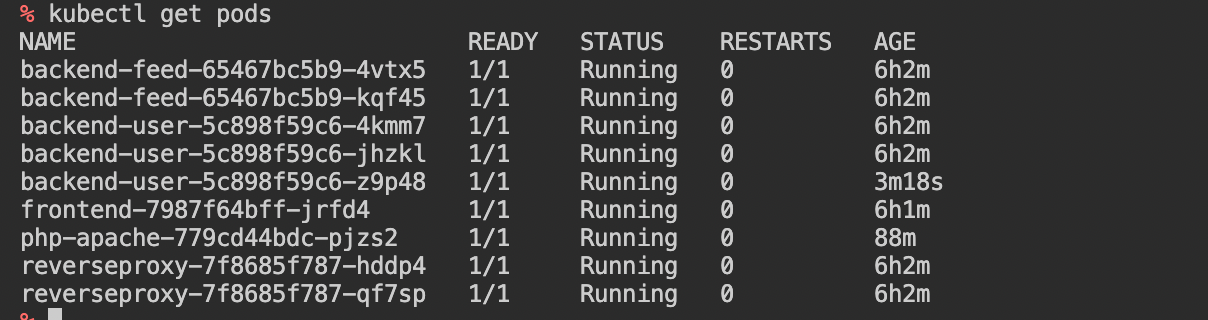 % kubectl get pods
NAME READY STATUS RESTARTS AGE
backend-feed-65467bc5b9-4vtx5 1/1 Running 0 6h2m
backend-feed-65467bc5b9-kqf45 1/1 Running 0 6h2m
backend-user-5c898f59c6-4kmm7 1/1 Running 0 6h2m
backend-user-5c898f59c6-jhzkl 1/1 Running 0 6h2m
backend-user-5c898f59c6-z9p48 1/1 Running 0 3m18s
frontend-7987f64bff-jrfd4 1/1 Running 0 6h1m
php-apache-779cd44bdc-pjzs2 1/1 Running 0 88m
reverseproxy-7f8685f787-hddp4 1/1 Running 0 6h2m
reverseproxy-7f8685f787-qf7sp 1/1 Running 0 6h2m
%